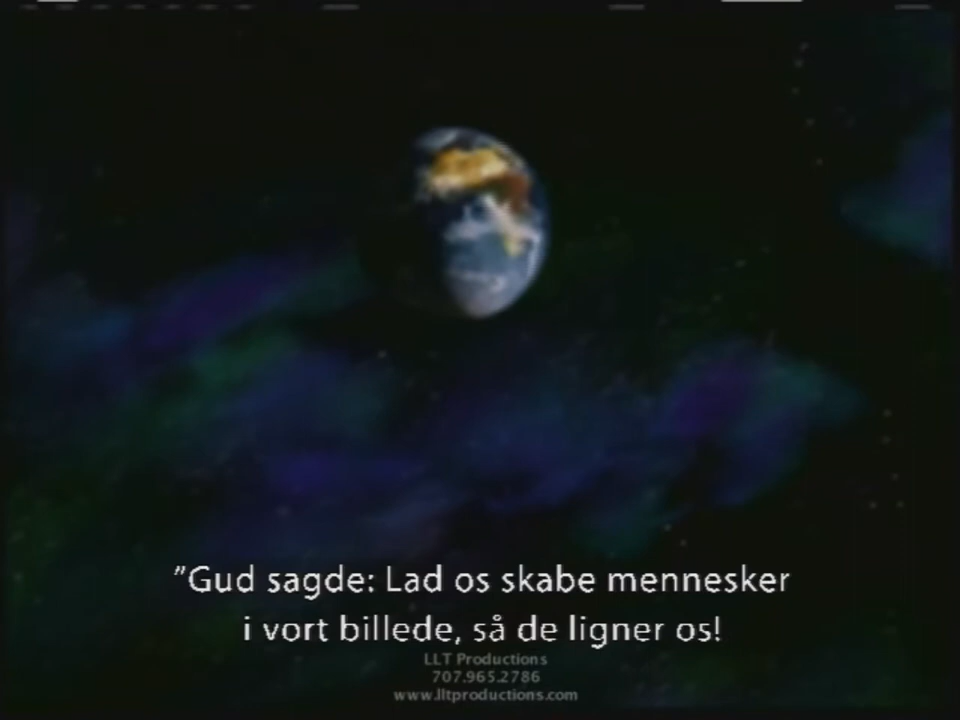 ”Gud sagde: Lad os skabe mennesker
i vort billede, så de ligner os!
LLT Productions
707.965.2786
www.lltproductions.com